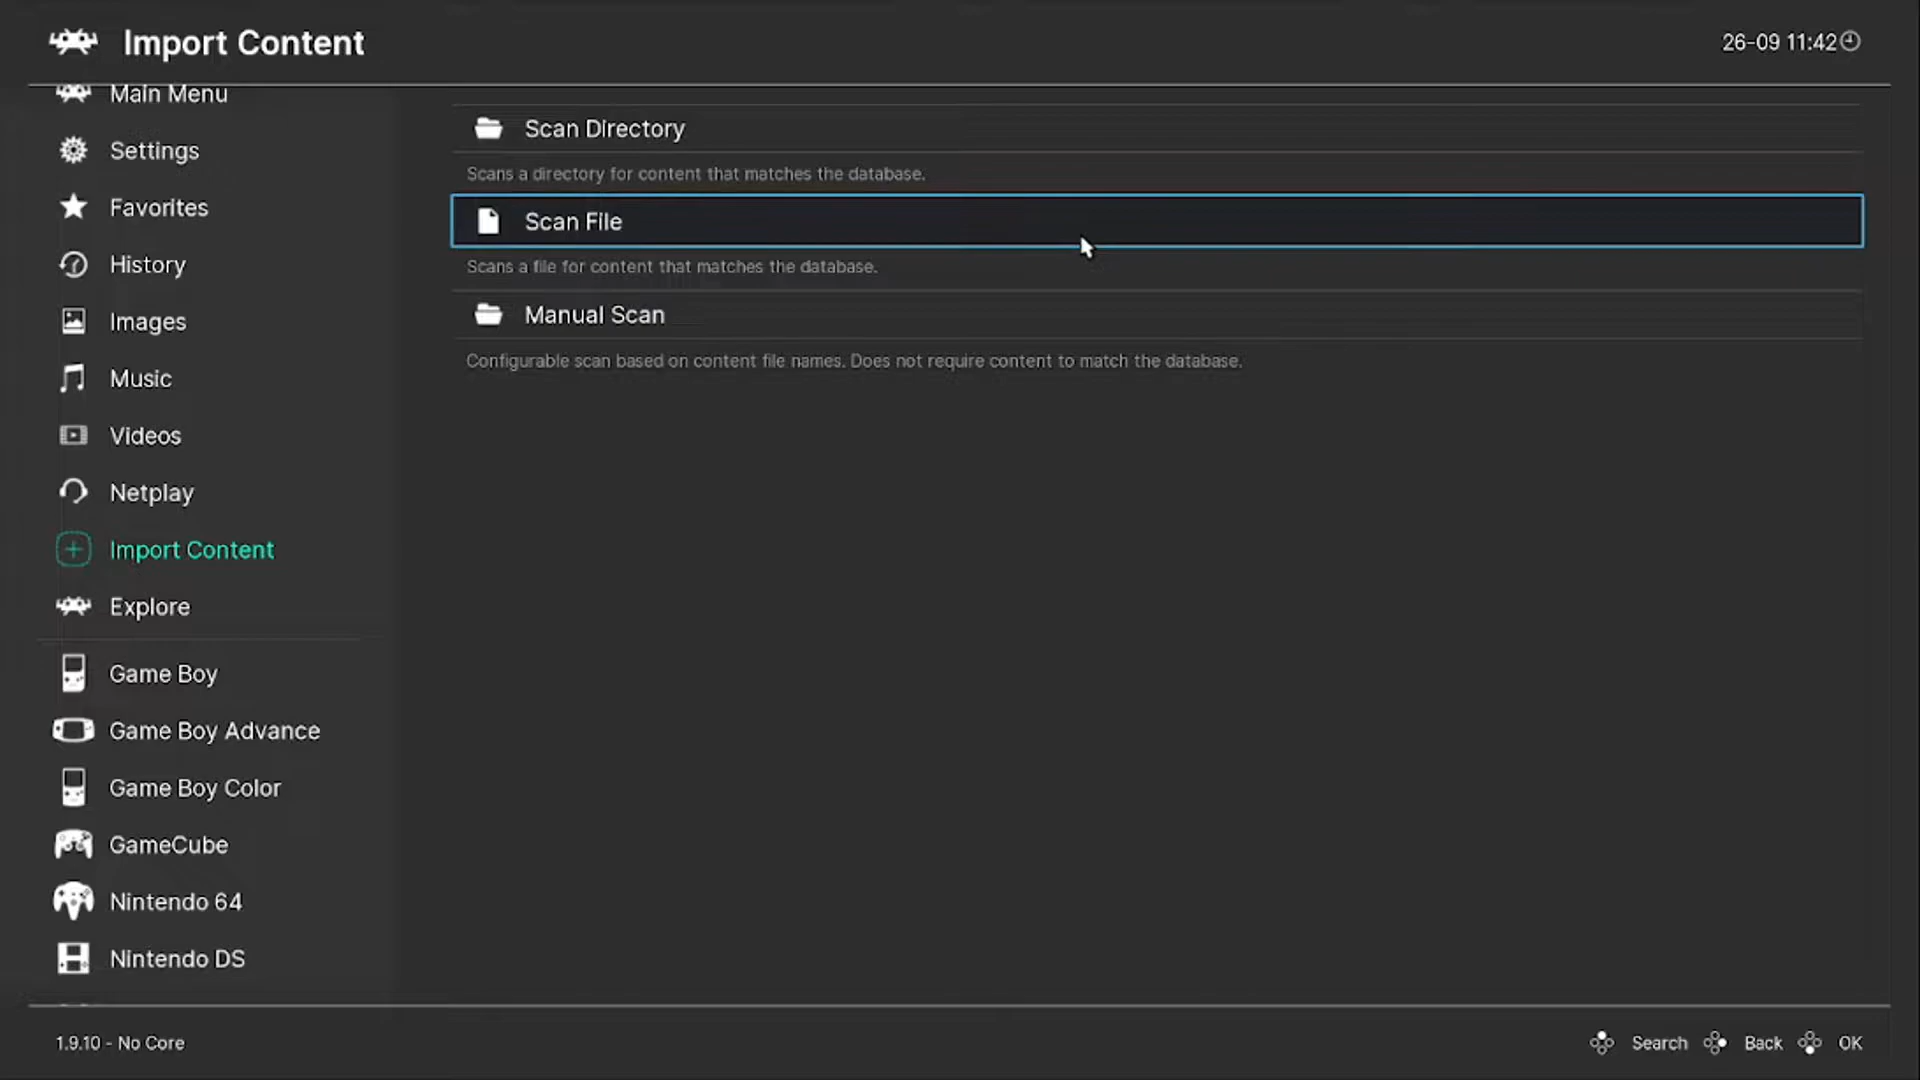 Import Content
26-09 11:42
Main Menu
Settings
Favorites
History
Images
Music
Videos
Netplay
Import Content
Explore
Game Boy
Game Boy Advance
Game Boy Color
GameCube
Nintendo 64
Nintendo DS
Scan Directory
Scans a directory for content that matches the database.
Scan File
Scans a file for content that matches the database.
Manual Scan
Configurable scan based on content file names. Does not require content to match the database.
1.9.10 - No Core
Search Back OK